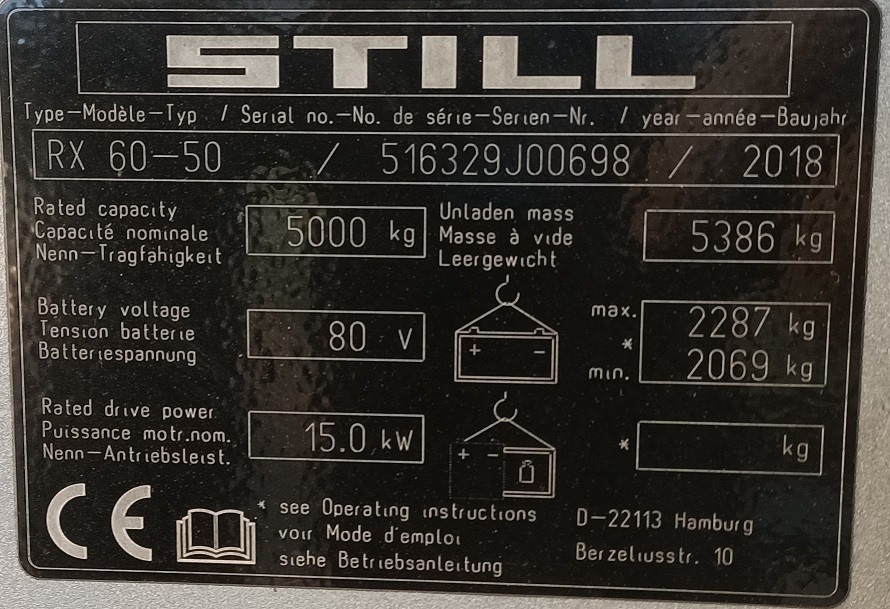 STILL
Type-Modèle-Typ / Serial no.-No. de série-Serien-Nr. / year-année-Baujahr
RX 60-50 / 516329J00698 / 2018
Rated capacity
Capacité nominale
Nenn-Tragfähigkeit
5000 kg
Unladen mass
Masse à vide
Leergewicht
5386 kg
Battery voltage
Tension batterie
Batteriespannung
80 V
+ -
max.
*
min.
2287 kg
2069 kg
Rated drive power
Puissance motr.nom.
Nenn-Antriebsleist.
15.0 kW
+ -
* kg
CE
* see Operating instructions
voir Mode d'emploi
siehe Betriebsanleitung
D-22113 Hamburg
Berzeliusstr. 10